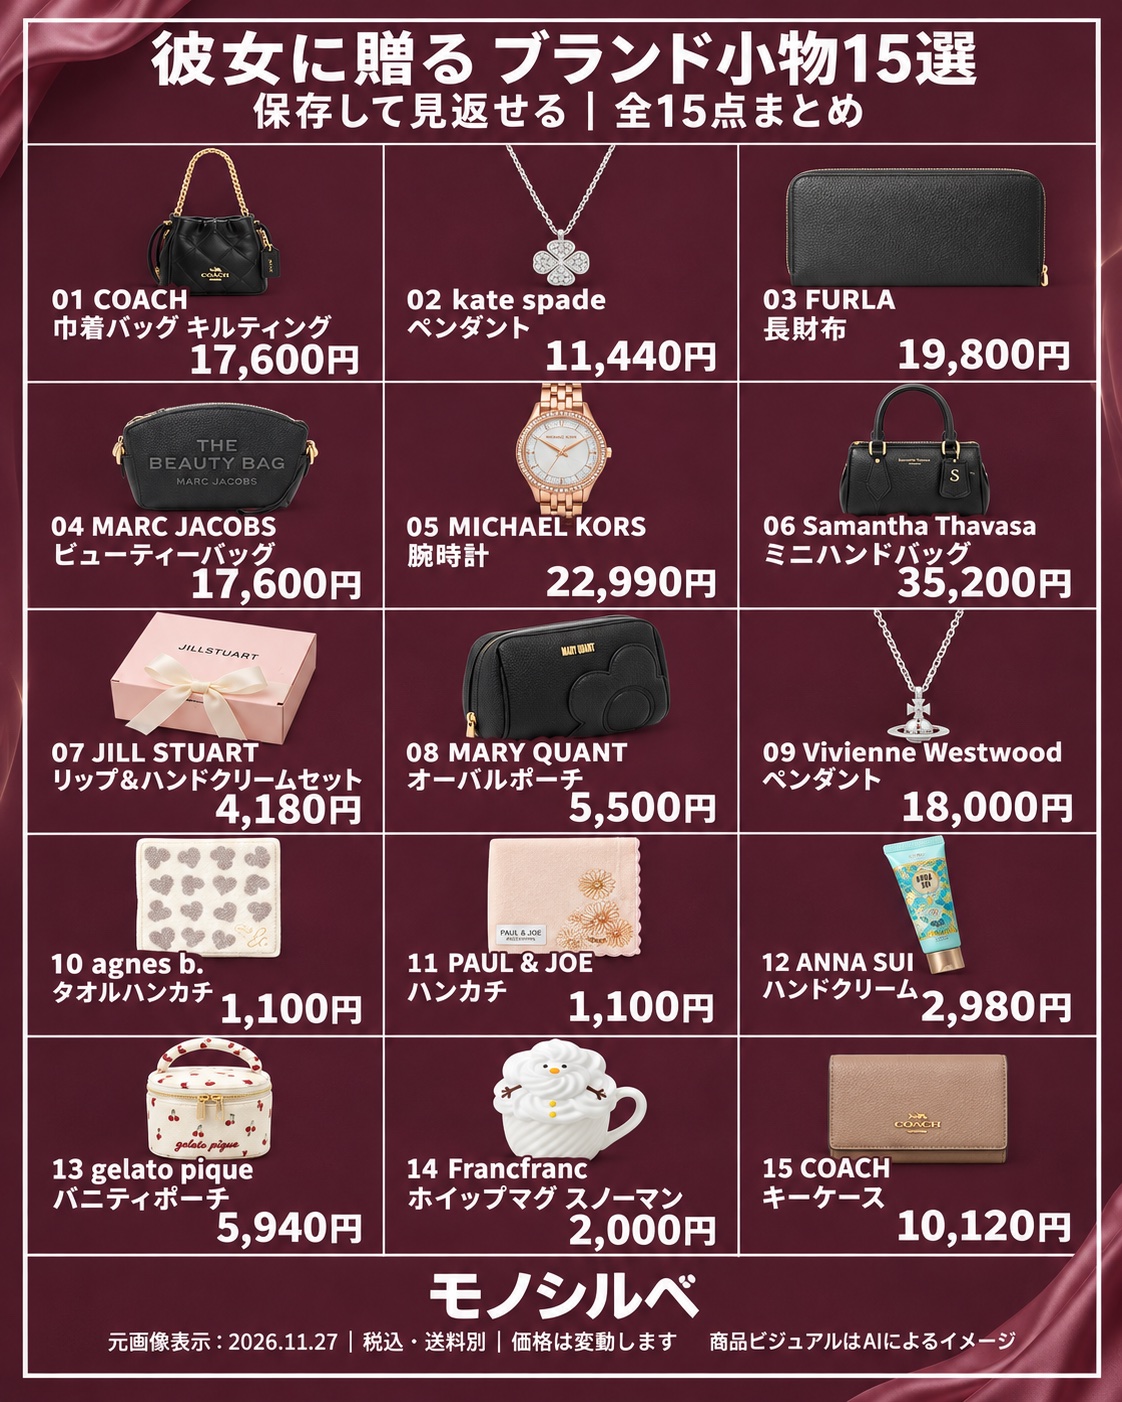 彼女に贈る ブランド小物15選
保存して見返せる | 全15点まとめ
COACH
01 COACH
巾着バッグ キルティング
17,600円
02 kate spade
ペンダント
11,440円
03 FURLA
長財布
19,800円
THE
BEAUTY BAG
MARC JACOBS
04 MARC JACOBS
ビューティーバッグ
17,600円
MICHAEL KORS
05 MICHAEL KORS
腕時計
22,990円
Samantha Thavasa
S
06 Samantha Thavasa
ミニハンドバッグ
35,200円
JILLSTUART
07 JILL STUART
リップ&ハンドクリームセット
4,180円
MARY QUANT
08 MARY QUANT
オーバルポーチ
5,500円
09 Vivienne Westwood
ペンダント
18,000円
10 agnes b.
タオルハンカチ
1,100円
PAUL & JOE
11 PAUL & JOE
ハンカチ
1,100円
12 ANNA SUI
ハンドクリーム
2,980円
gelato pique
13 gelato pique
バニティポーチ
5,940円
14 Francfranc
ホイップマグ スノーマン
2,000円
COACH
15 COACH
キーケース
10,120円
モノシルベ
元画像表示：2026.11.27 | 税込・送料別 | 価格は変動します 商品ビジュアルはAIによるイメージ